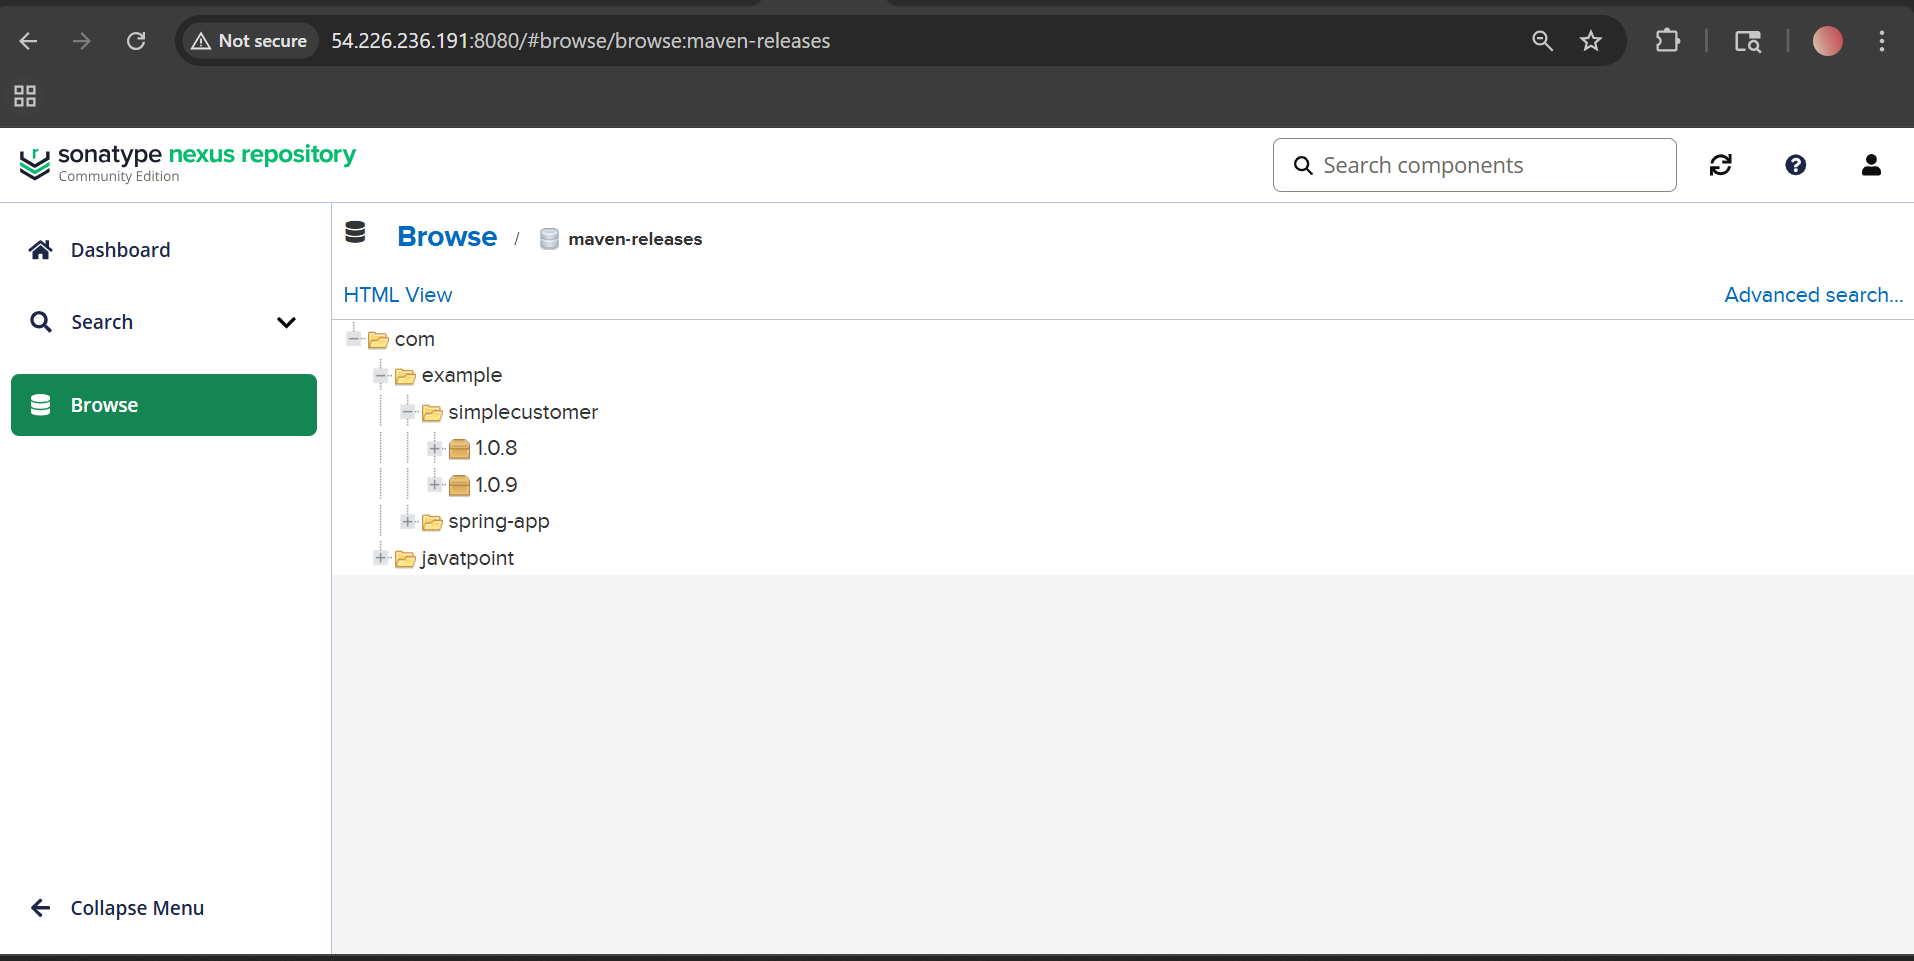 Not secure 54.226.236.191:8080/#browse/browse:maven-releases
sonatype nexus repository
Community Edition
Search components
Dashboard
Search
Browse
Collapse Menu
Browse / maven-releases
HTML View
Advanced search...
com
example
simplecustomer
1.0.8
1.0.9
spring-app
javatpoint